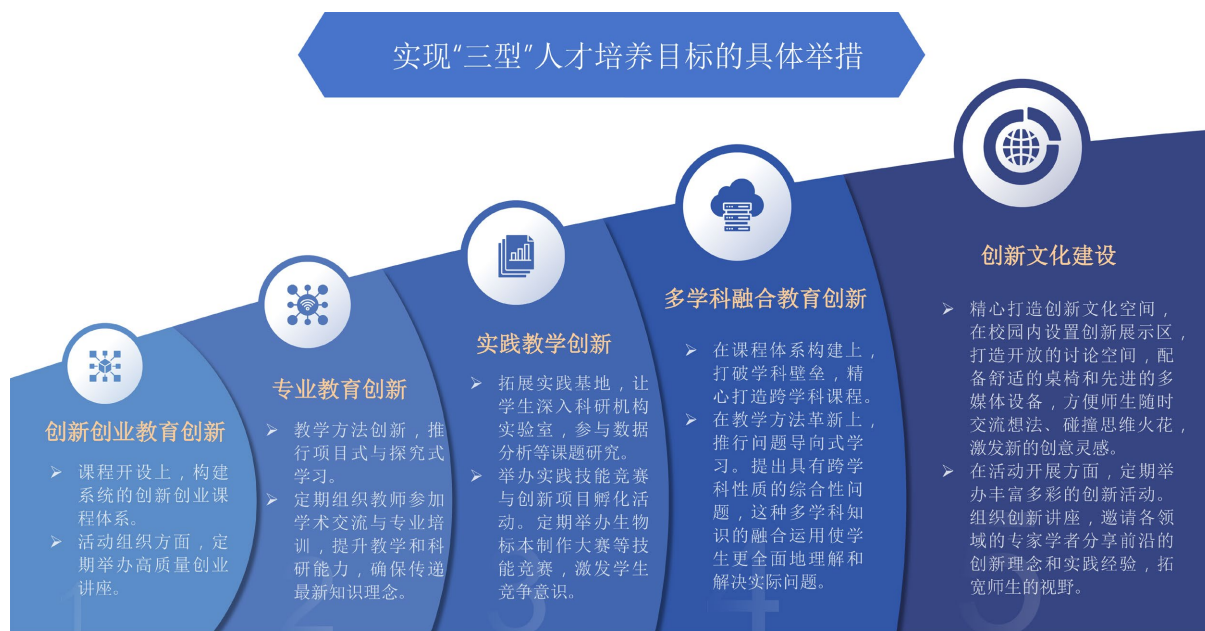 实现“三型”人才培养目标的具体举措
创新创业教育创新
➢ 课程开设上，构建
系统的创新创业课
程体系。
➢ 活动组织方面，定
期举办高质量创业
讲座。
1
专业教育创新
➢ 教学方法创新，推
行项目式与探究式
学习。
➢ 定期组织教师参加
学术交流与专业培
训，提升教学和科
研能力，确保传递
最新知识理念。
2
实践教学创新
➢ 拓展实践基地，让
学生深入科研机构
实验室，参与数据
分析等课题研究。
➢ 举办实践技能竞赛
与创新项目孵化活
动。定期举办生物
标本制作大赛等技
能竞赛，激发学生
竞争意识。
3
多学科融合教育创新
➢ 在课程体系构建上，
打破学科壁垒，精
心打造跨学科课程。
➢ 在教学方法革新上，
推行问题导向式学
习。提出具有跨学
科性质的综合性问
题，这种多学科知
识的融合运用使学
生更全面地理解和
解决实际问题。
4
创新文化建设
➢ 精心打造创新文化空间，
在校园内设置创新展示区，
打造开放的讨论空间，配
备舒适的桌椅和先进的多
媒体设备，方便师生随时
交流想法、碰撞思维火花，
激发新的创意灵感。
➢ 在活动开展方面，定期举
办丰富多彩的创新活动。
组织创新讲座，邀请各领
域的专家学者分享前沿的
创新理念和实践经验，拓
宽师生的视野。
5